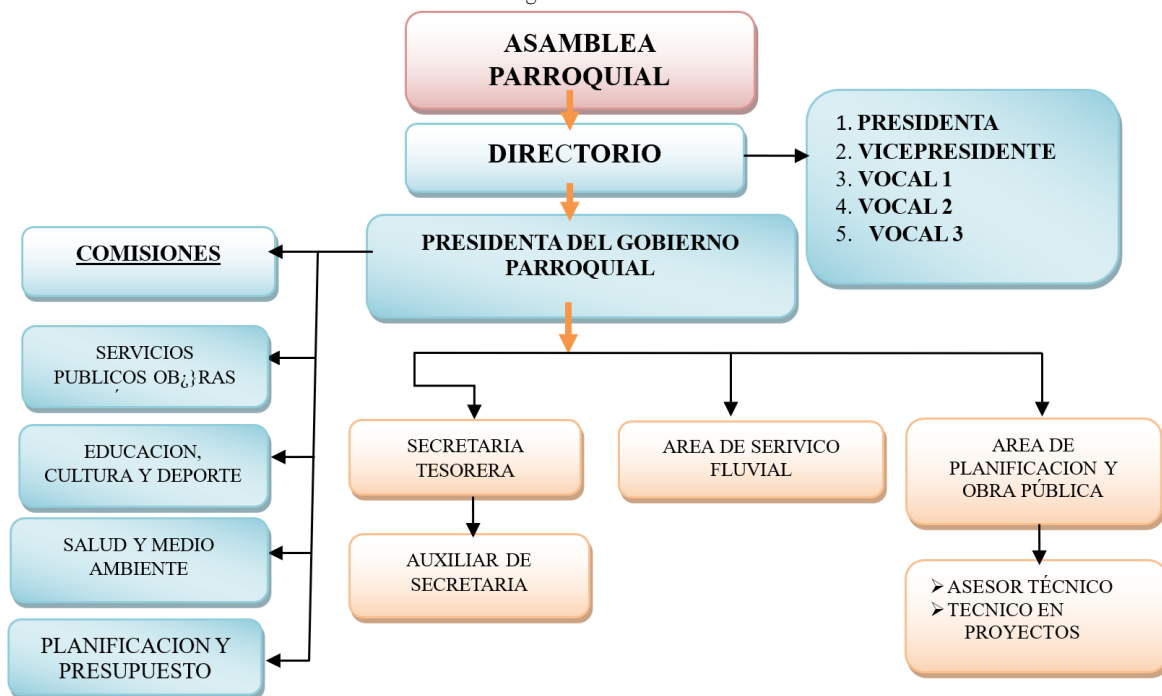 ASAMBLEA
PARROQUIAL
DIRECTORIO
1. PRESIDENTA
2. VICEPRESIDENTE
3. VOCAL 1
4. VOCAL 2
5. VOCAL 3
PRESIDENTA DEL GOBIERNO
PARROQUIAL
COMISIONES
SERVICIOS
PUBLICOS OB¿}RAS
EDUCACION,
CULTURA Y DEPORTE
SALUD Y MEDIO
AMBIENTE
PLANIFICACION Y
PRESUPUESTO
SECRETARIA
TESORERA
AUXILIAR DE
SECRETARIA
AREA DE SERIVICO
FLUVIAL
AREA DE
PLANIFICACION Y
OBRA PÚBLICA
➢ ASESOR TÉCNICO
➢ TECNICO EN
PROYECTOS